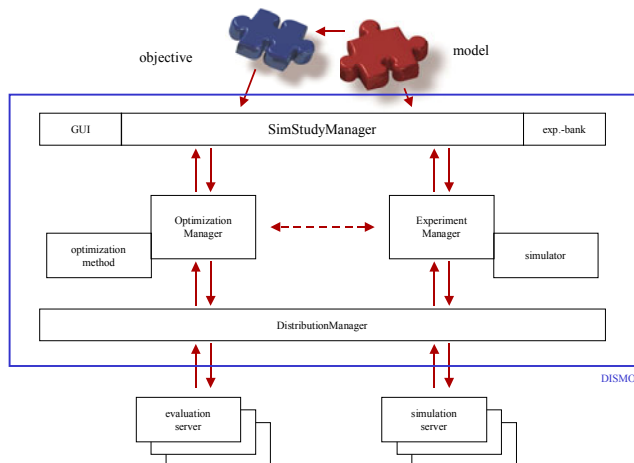 objective
model
GUI
SimStudyManager
exp.-bank
Optimization
Manager
Experiment
Manager
optimization
method
simulator
DistributionManager
DISMO
evaluation
server
simulation
server